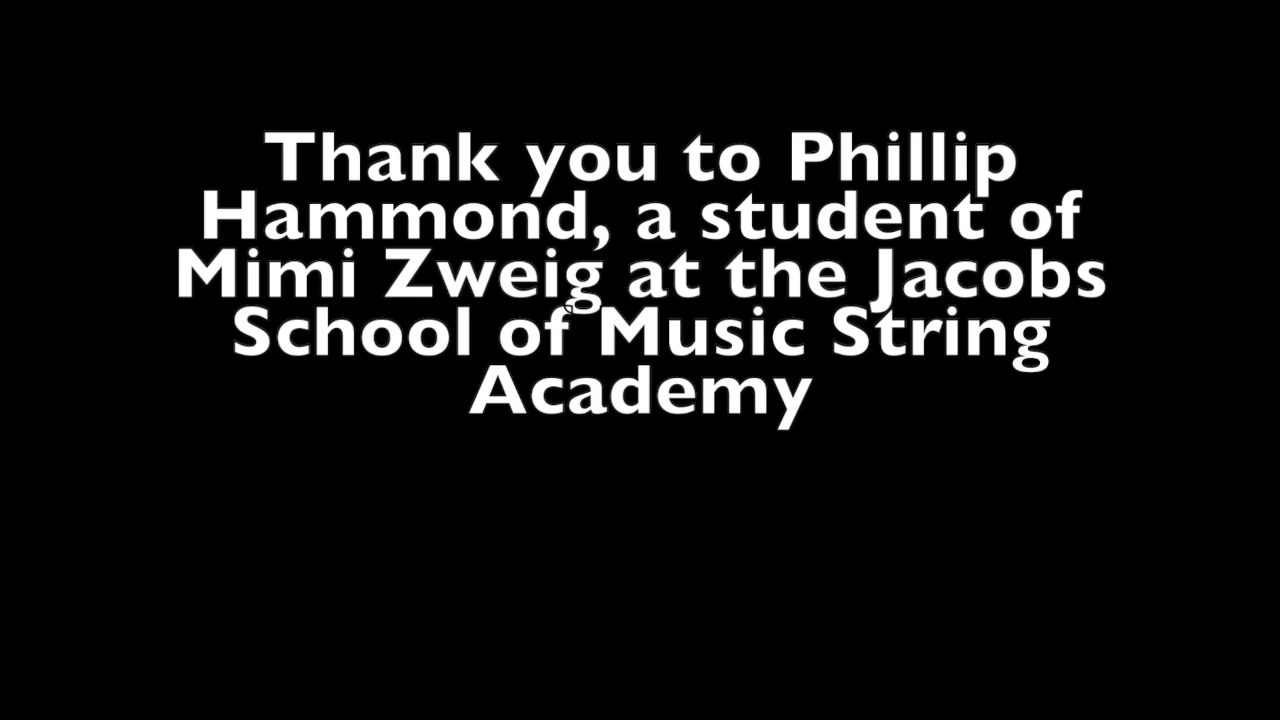 Thank you to Phillip
Hammond, a student of
Mimi Zweig at the Jacobs
School of Music String
Academy